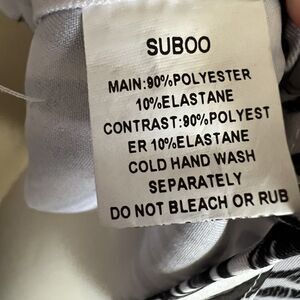 SUBOO
MAIN:90%POLYESTER
10%ELASTANE
CONTRAST:90%POLYEST
ER 10%ELASTANE
COLD HAND WASH
SEPARATELY
DO NOT BLEACH OR RUB